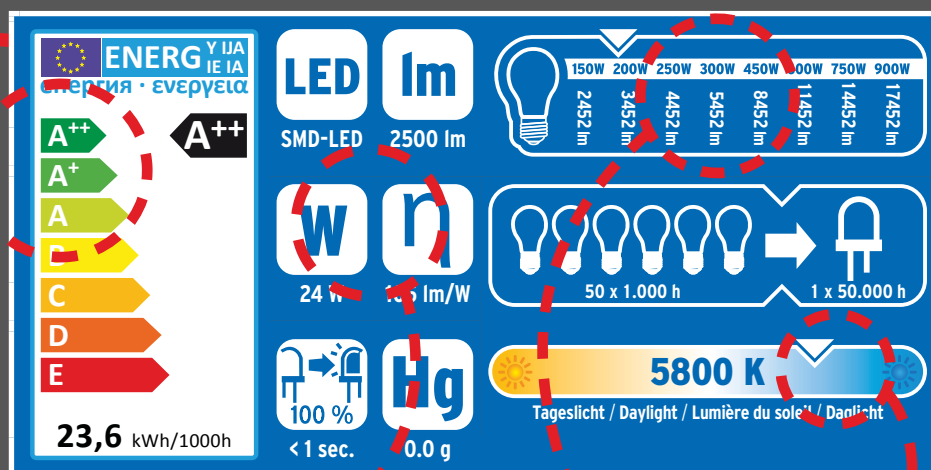 ENERG Y IJA
IE IA
енергия · ενεργεια
A++
A+
A
B
C
D
E
A++
23,6 kWh/1000h
LED
SMD-LED
lm
2500 lm
W
24 W
η
lm/W
100 %
< 1 sec.
Hg
0.0 g
150W 200W 250W 300W 450W 600W 750W 900W
2452 lm 3452 lm 4452 lm 5452 lm 8452 lm 11452 lm 14452 lm 17452 lm
50 x 1.000 h
1 x 50.000 h
5800 K
Tageslicht / Daylight / Lumière du soleil / Daglicht